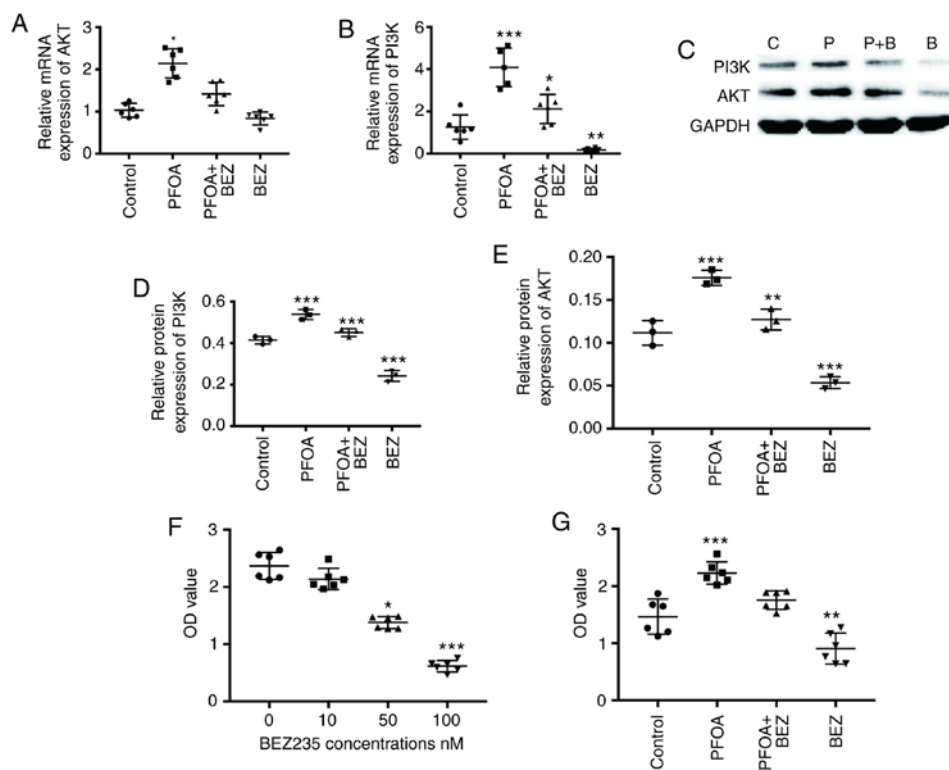 A
Relative mRNA
expression of AKT
3
2
1
0
*
Control
PFOA
PFOA+
BEZ
BEZ
B
Relative mRNA
expression of PI3K
6
4
2
0
***
*
**
Control
PFOA
PFOA+
BEZ
BEZ
C
C P P+B B
PI3K
AKT
GAPDH
D
Relative protein
expression of PI3K
0.6
0.4
0.2
0.0
***
***
***
Control
PFOA
PFOA+
BEZ
BEZ
E
Relative protein
expression of AKT
0.20
0.15
0.10
0.05
0.00
***
**
***
Control
PFOA
PFOA+
BEZ
BEZ
F
OD value
3
2
1
0
*
***
0 10 50 100
BEZ235 concentrations nM
G
OD value
3
2
1
0
***
**
Control
PFOA
PFOA+
BEZ
BEZ